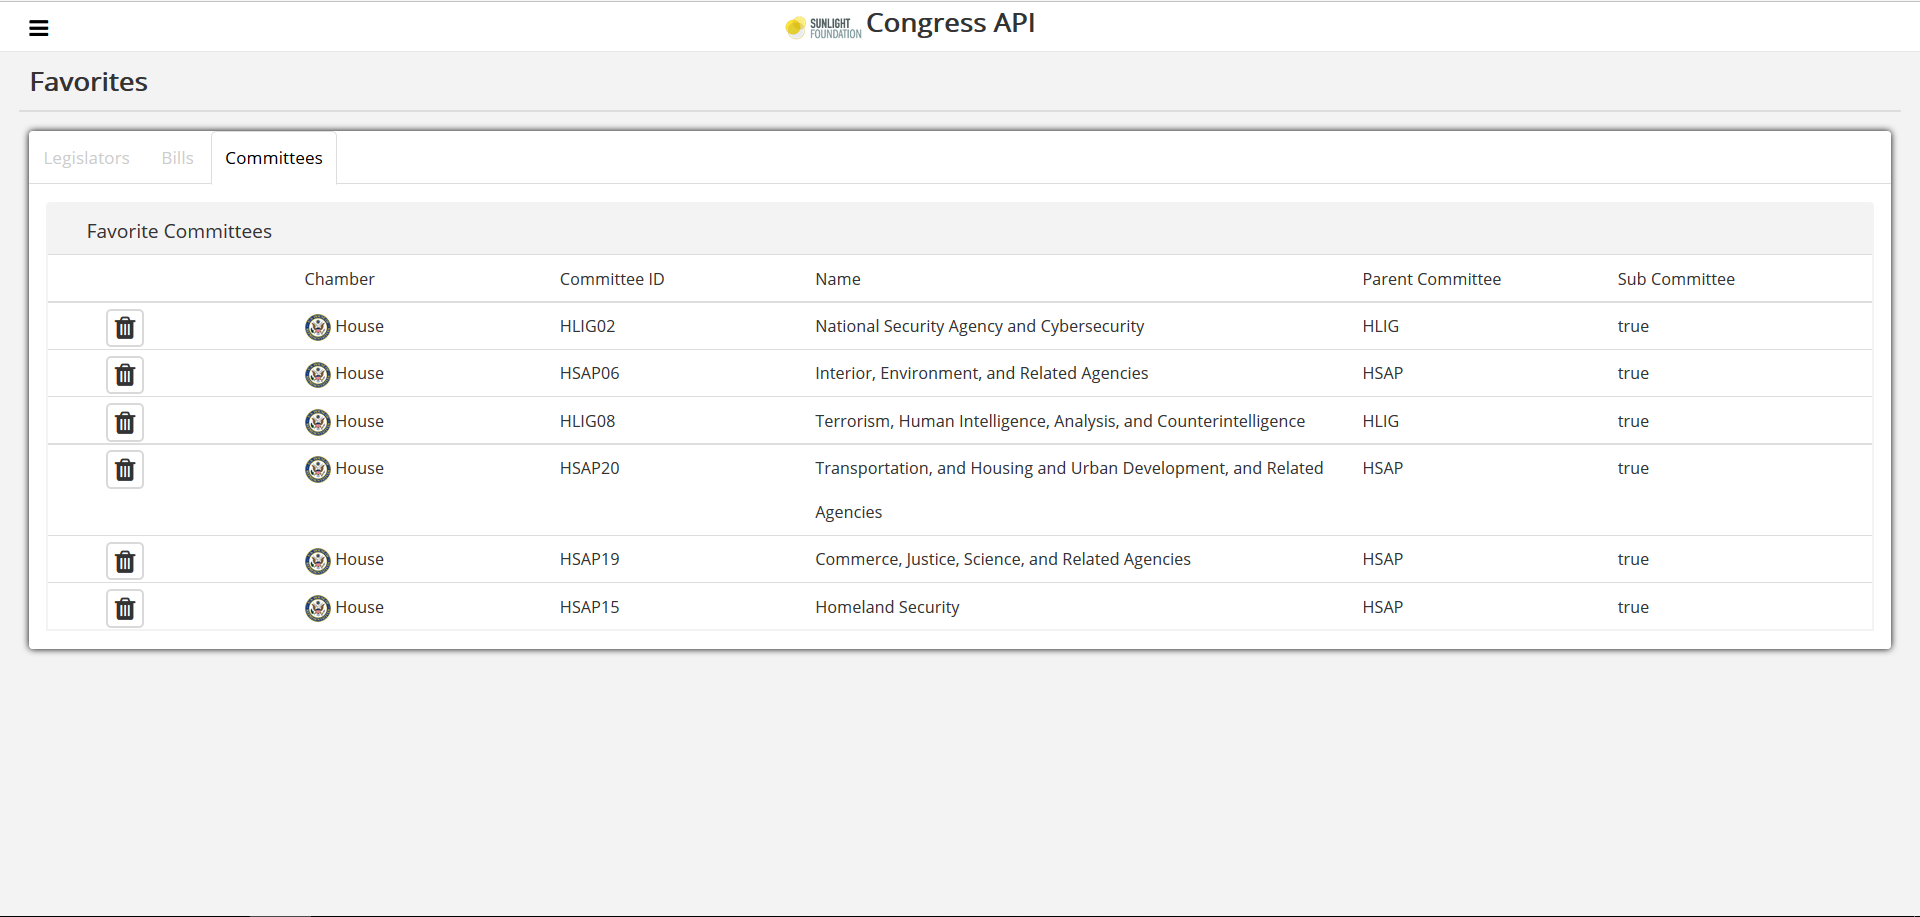 SUNLIGHT
FOUNDATION
Congress API
Favorites
Legislators Bills Committees
Favorite Committees
Chamber Committee ID Name Parent Committee Sub Committee
House HLIG02 National Security Agency and Cybersecurity HLIG true
House HSAP06 Interior, Environment, and Related Agencies HSAP true
House HLIG08 Terrorism, Human Intelligence, Analysis, and Counterintelligence HLIG true
House HSAP20 Transportation, and Housing and Urban Development, and Related HSAP true
Agencies
House HSAP19 Commerce, Justice, Science, and Related Agencies HSAP true
House HSAP15 Homeland Security HSAP true